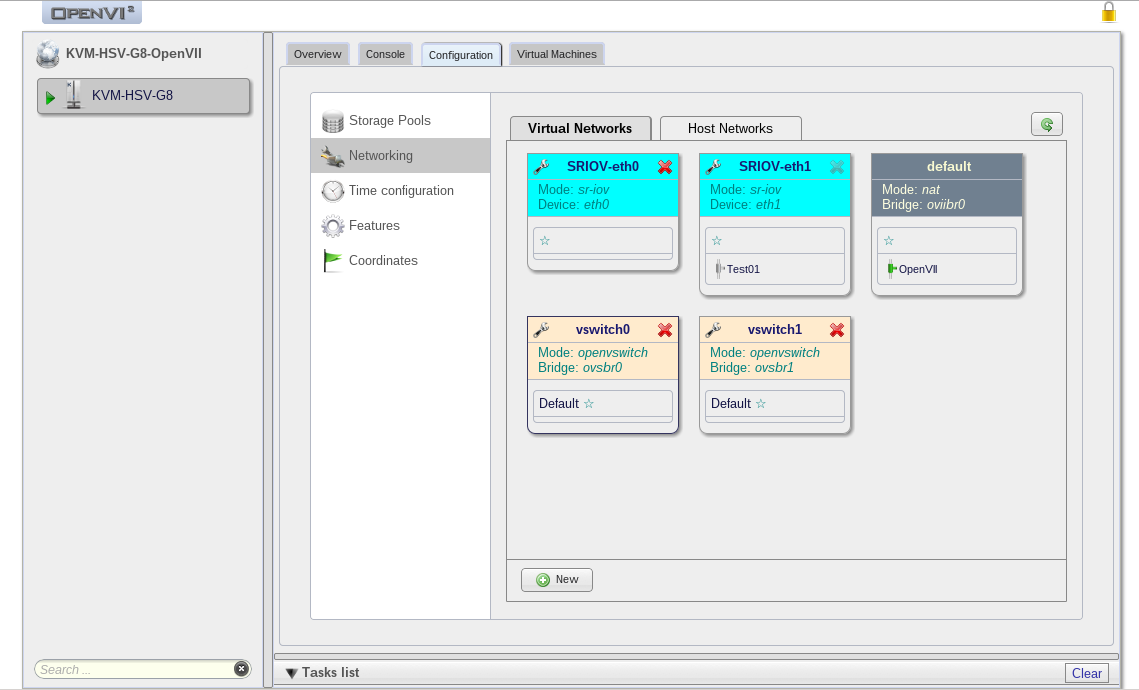 OPENVI²
KVM-HSV-G8-OpenVII
KVM-HSV-G8
Overview
Console
Configuration
Virtual Machines
Storage Pools
Networking
Time configuration
Features
Coordinates
Virtual Networks
Host Networks
SRIOV-eth0
Mode: sr-iov
Device: eth0
SRIOV-eth1
Mode: sr-iov
Device: eth1
Test01
default
Mode: nat
Bridge: oviibr0
OpenVII
vswitch0
Mode: openvswitch
Bridge: ovsbr0
Default
vswitch1
Mode: openvswitch
Bridge: ovsbr1
Default
New
Search ...
Tasks list
Clear